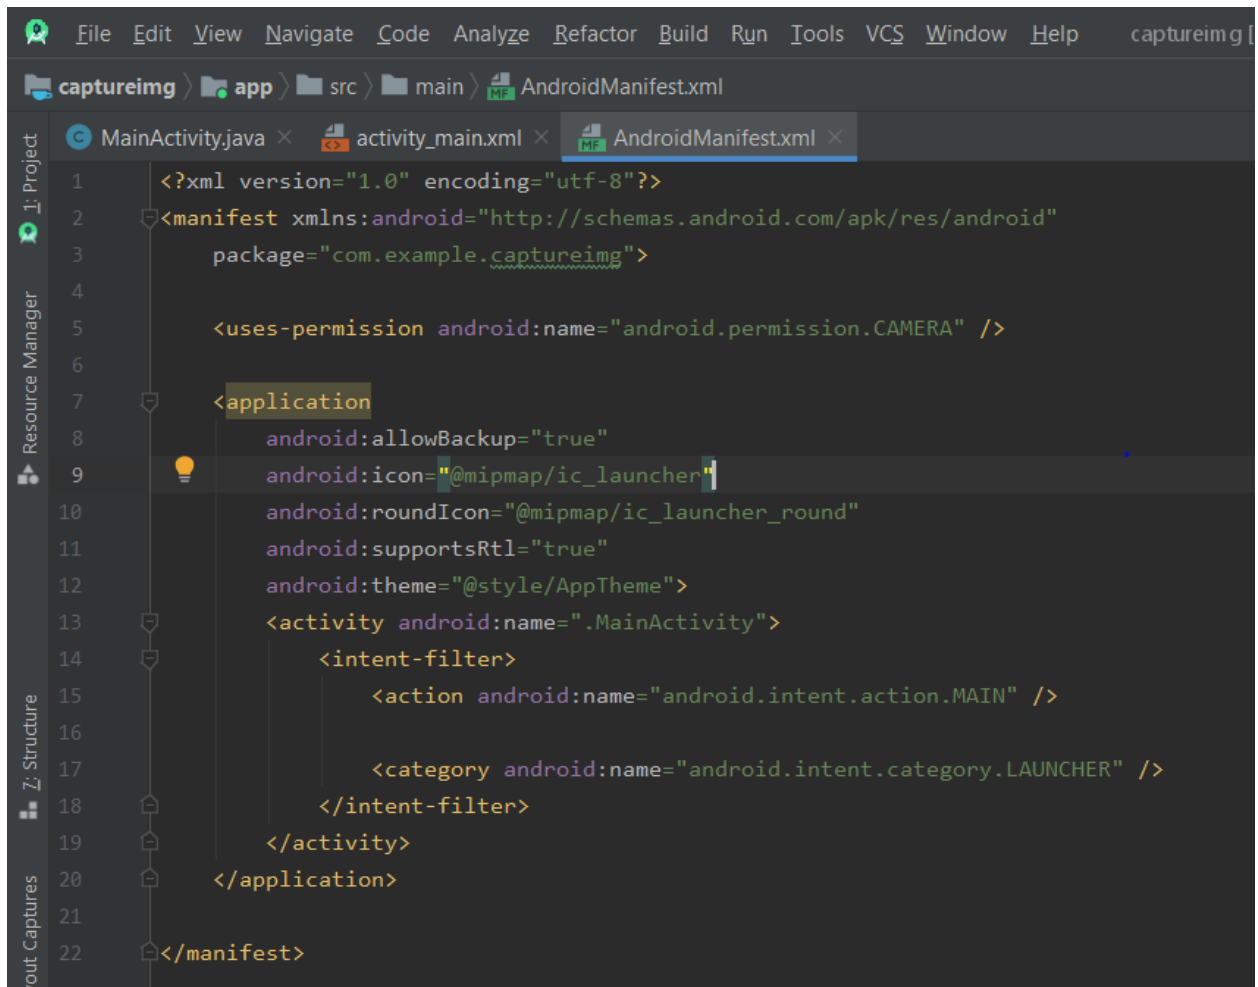 File Edit View Navigate Code Analyze Refactor Build Run Tools VCS Window Help captureimg [
captureimg app src main AndroidManifest.xml
MainActivity.java activity_main.xml AndroidManifest.xml
1: Project
Resource Manager
7: Structure
out Captures
1 <?xml version="1.0" encoding="utf-8"?>
2 <manifest xmlns:android="http://schemas.android.com/apk/res/android"
3 package="com.example.captureimg">
4
5 <uses-permission android:name="android.permission.CAMERA" />
6
7 <application
8 android:allowBackup="true"
9 android:icon="@mipmap/ic_launcher"
10 android:roundIcon="@mipmap/ic_launcher_round"
11 android:supportsRtl="true"
12 android:theme="@style/AppTheme">
13 <activity android:name=".MainActivity">
14 <intent-filter>
15 <action android:name="android.intent.action.MAIN" />
16
17 <category android:name="android.intent.category.LAUNCHER" />
18 </intent-filter>
19 </activity>
20 </application>
21
22 </manifest>